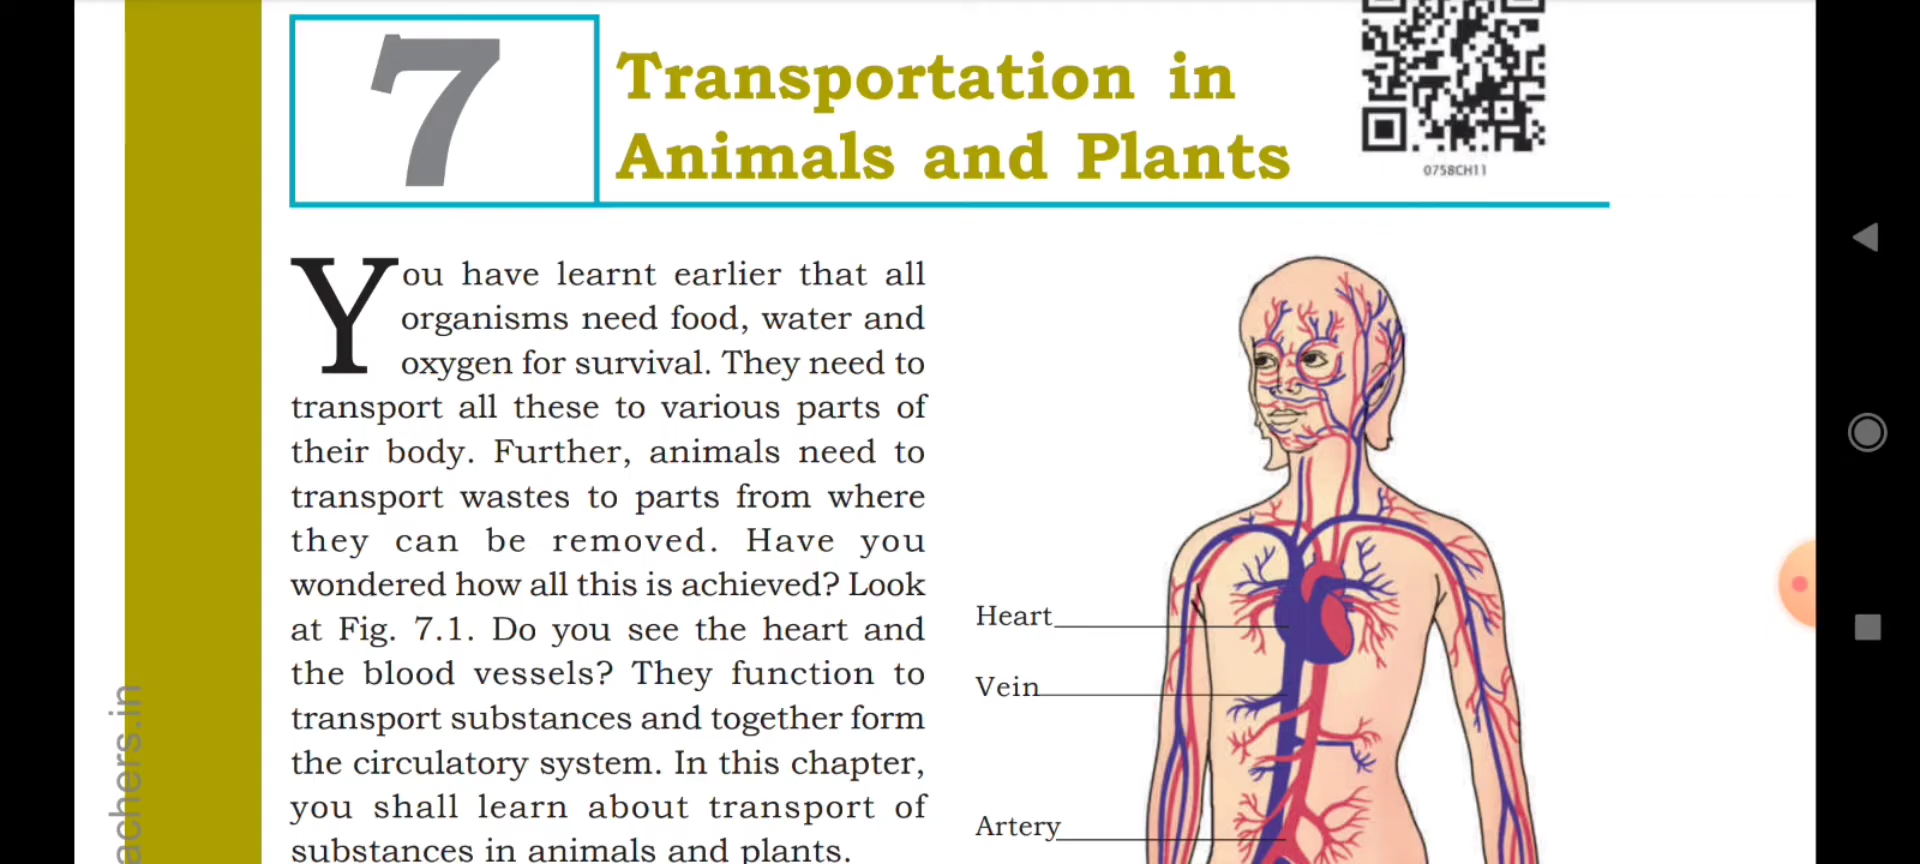 7
Transportation in
Animals and Plants
0758CH11
You have learnt earlier that all
organisms need food, water and
oxygen for survival. They need to
transport all these to various parts of
their body. Further, animals need to
transport wastes to parts from where
they can be removed. Have you
wondered how all this is achieved? Look
at Fig. 7.1. Do you see the heart and
the blood vessels? They function to
transport substances and together form
the circulatory system. In this chapter,
you shall learn about transport of
substances in animals and plants.
Heart
Vein
Artery
achers.in